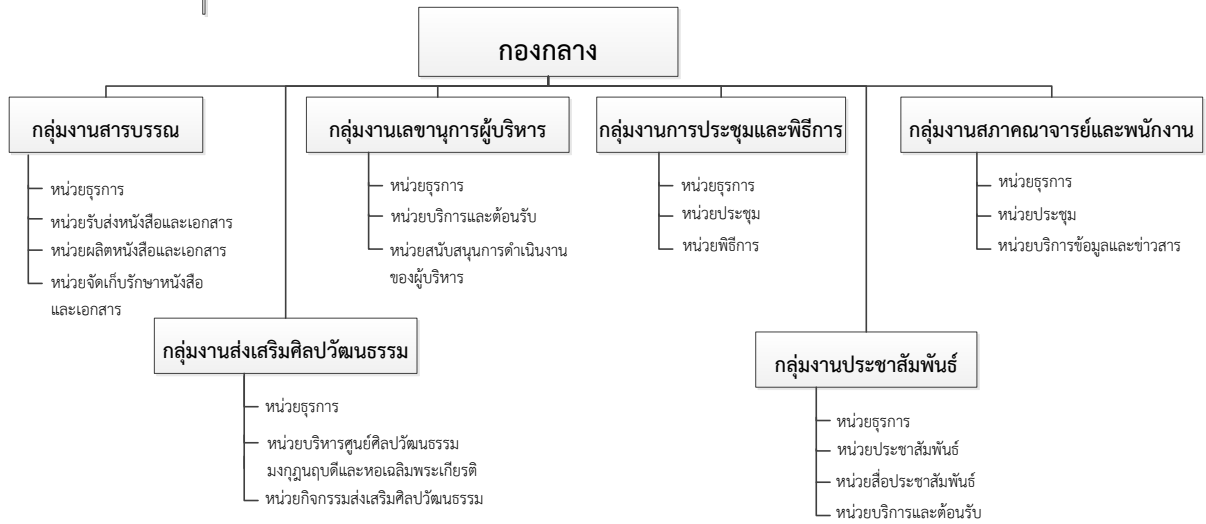 กองกลาง
กลุ่มงานสารบรรณ
หน่วยธุรการ
หน่วยรับส่งหนังสือและเอกสาร
หน่วยผลิตหนังสือและเอกสาร
หน่วยจัดเก็บรักษาหนังสือ
และเอกสาร
กลุ่มงานเลขานุการผู้บริหาร
หน่วยธุรการ
หน่วยบริการและต้อนรับ
หน่วยสนับสนุนการดำเนินงาน
ของผู้บริหาร
กลุ่มงานการประชุมและพิธีการ
หน่วยธุรการ
หน่วยประชุม
หน่วยพิธีการ
กลุ่มงานสภาคณาจารย์และพนักงาน
หน่วยธุรการ
หน่วยประชุม
หน่วยบริการข้อมูลและข่าวสาร
กลุ่มงานส่งเสริมศิลปวัฒนธรรม
หน่วยธุรการ
หน่วยบริหารศูนย์ศิลปวัฒนธรรม
มงกุฎนฤบดีและหอเฉลิมพระเกียรติ
หน่วยกิจกรรมส่งเสริมศิลปวัฒนธรรม
กลุ่มงานประชาสัมพันธ์
หน่วยธุรการ
หน่วยประชาสัมพันธ์
หน่วยสื่อประชาสัมพันธ์
หน่วยบริการและต้อนรับ